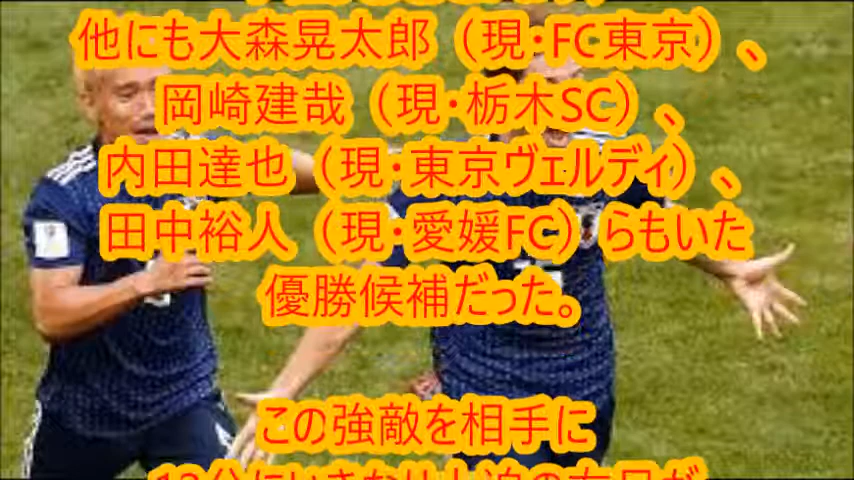 他にも大森晃太郎（現・FC東京）、
岡崎建哉（現・栃木SC）、
内田達也（現・東京ヴェルディ）、
田中裕人（現・愛媛FC）らもいた
優勝候補だった。
この強敵を相手に